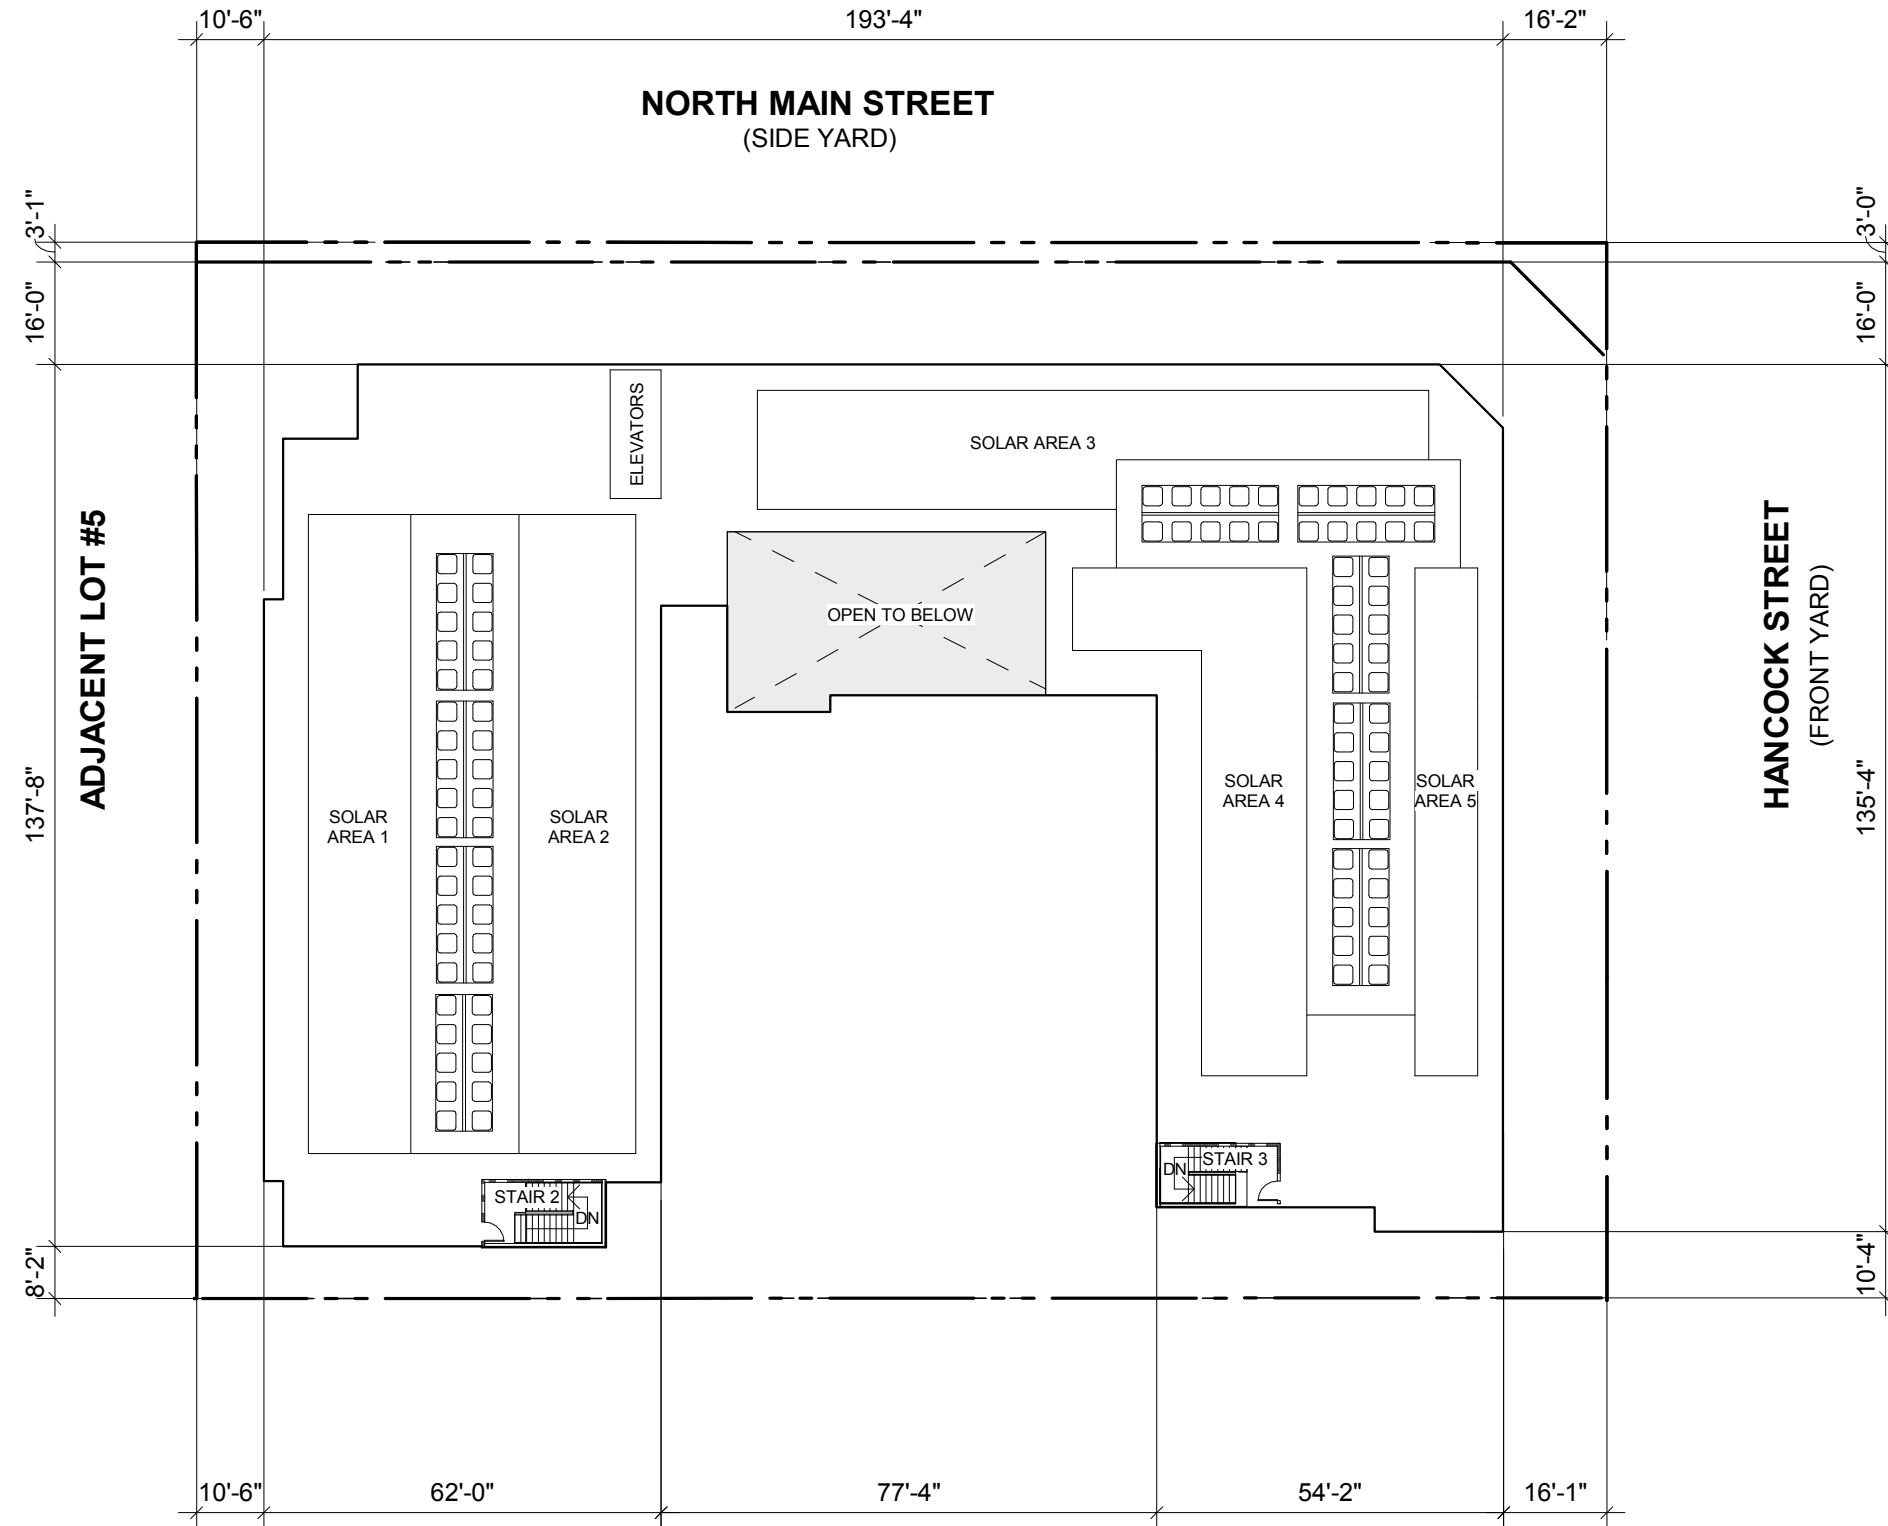 10'-6"
193'-4"
16'-2"
NORTH MAIN STREET
(SIDE YARD)
3'-1"
3'-0"
16'-0"
16'-0"
ELEVATORS
SOLAR AREA 3
ADJACENT LOT #5
HANCOCK STREET
(FRONT YARD)
OPEN TO BELOW
137'-8"
SOLAR
AREA 1
SOLAR
AREA 2
SOLAR
AREA 4
SOLAR
AREA 5
135'-4"
STAIR 3
DN
STAIR 2
DN
8'-2"
10'-4"
10'-6"
62'-0"
77'-4"
54'-2"
16'-1"